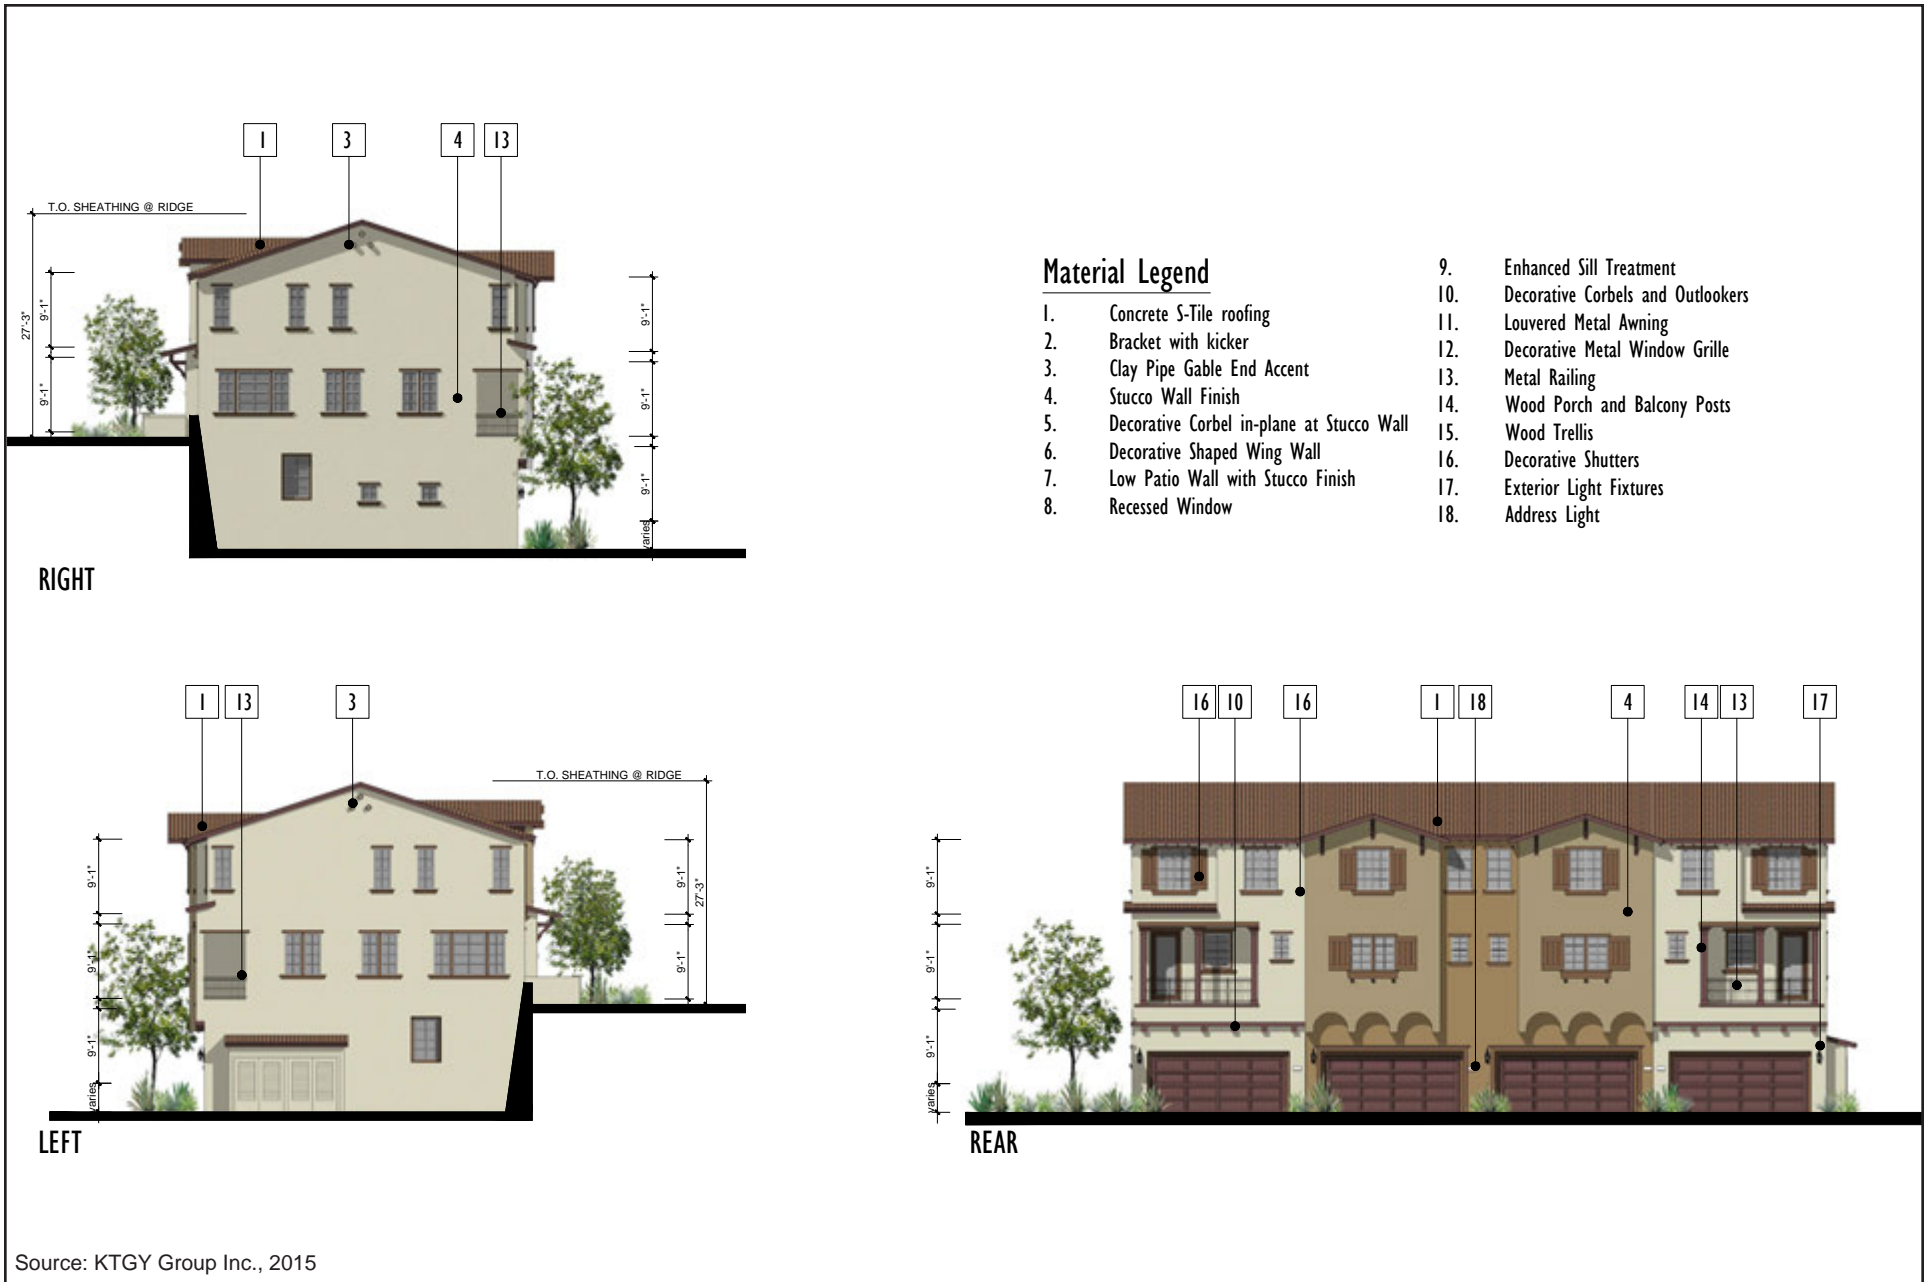 1 3 4 13
T.O. SHEATHING @ RIDGE
27'-3"
9'-1"
9'-1"
9'-1"
9'-1"
9'-1"
varies
RIGHT
Material Legend
1. Concrete S-Tile roofing
2. Bracket with kicker
3. Clay Pipe Gable End Accent
4. Stucco Wall Finish
5. Decorative Corbel in-plane at Stucco Wall
6. Decorative Shaped Wing Wall
7. Low Patio Wall with Stucco Finish
8. Recessed Window
9. Enhanced Sill Treatment
10. Decorative Corbels and Outlookers
11. Louvered Metal Awning
12. Decorative Metal Window Grille
13. Metal Railing
14. Wood Porch and Balcony Posts
15. Wood Trellis
16. Decorative Shutters
17. Exterior Light Fixtures
18. Address Light
1 13 3
T.O. SHEATHING @ RIDGE
9'-1"
9'-1"
9'-1"
varies
9'-1"
27'-3"
9'-1"
LEFT
16 10 16 1 18 4 14 13 17
9'-1"
9'-1"
9'-1"
varies
REAR
Source: KTGY Group Inc., 2015